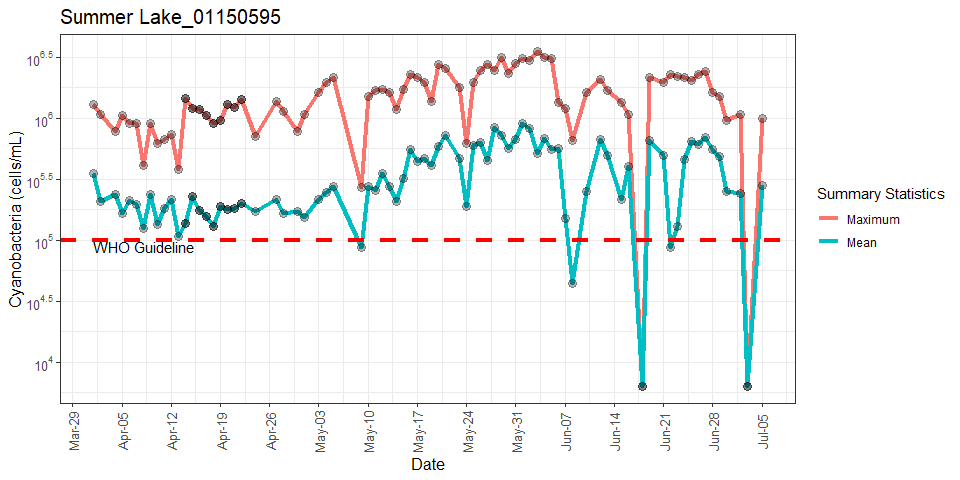 Summer Lake_01150595
Cyanobacteria (cells/mL)
10^6.5
10^6
10^5.5
10^5
10^4.5
10^4
WHO Guideline
Mar-29
Apr-05
Apr-12
Apr-19
Apr-26
May-03
May-10
May-17
May-24
May-31
Jun-07
Jun-14
Jun-21
Jun-28
Jul-05
Date
Summary Statistics
Maximum
Mean